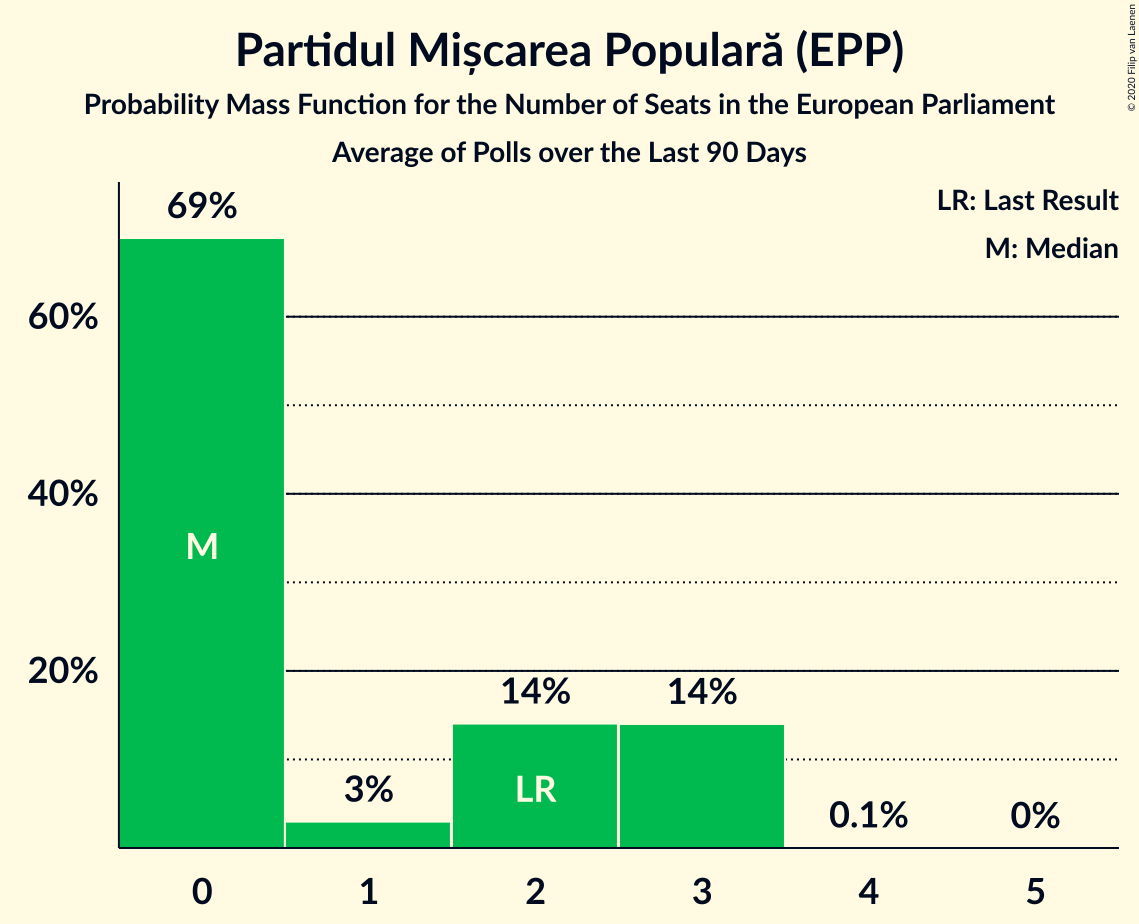 Partidul Mișcarea Populară (EPP)
Probability Mass Function for the Number of Seats in the European Parliament
Average of Polls over the Last 90 Days
© 2020 Filip van Laenen
LR: Last Result
M: Median
69%
60%
40%
M
20%
14%
14%
3%
LR
0.1%
0%
0
1
2
3
4
5